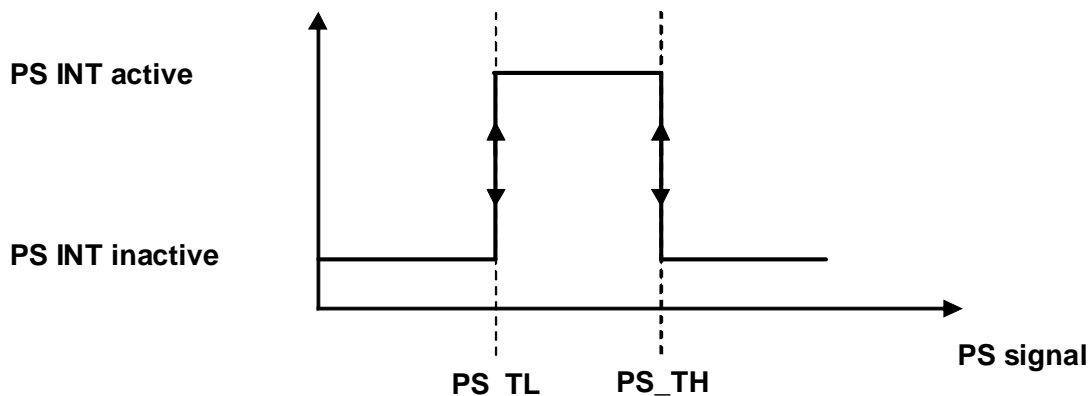 PS INT active
PS INT inactive
PS signal
PS TL
PS_TH